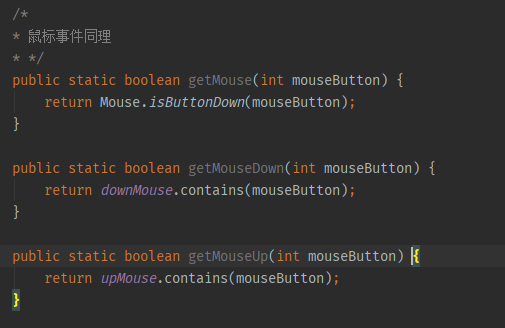 /*
* 鼠标事件同理
* */
public static boolean getMouse(int mouseButton) {
return Mouse.isButtonDown(mouseButton);
}
public static boolean getMouseDown(int mouseButton) {
return downMouse.contains(mouseButton);
}
public static boolean getMouseUp(int mouseButton) {
return upMouse.contains(mouseButton);
}